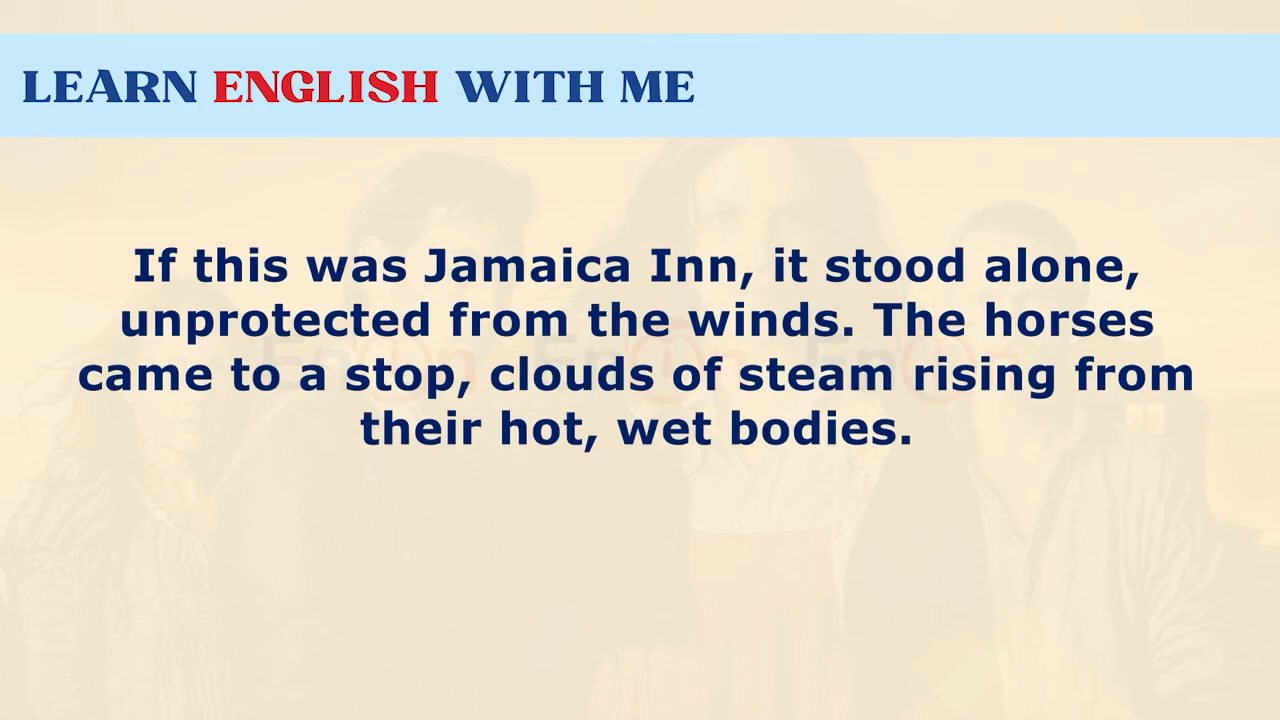 LEARN ENGLISH WITH ME
If this was Jamaica Inn, it stood alone,
unprotected from the winds. The horses
came to a stop, clouds of steam rising from
their hot, wet bodies.